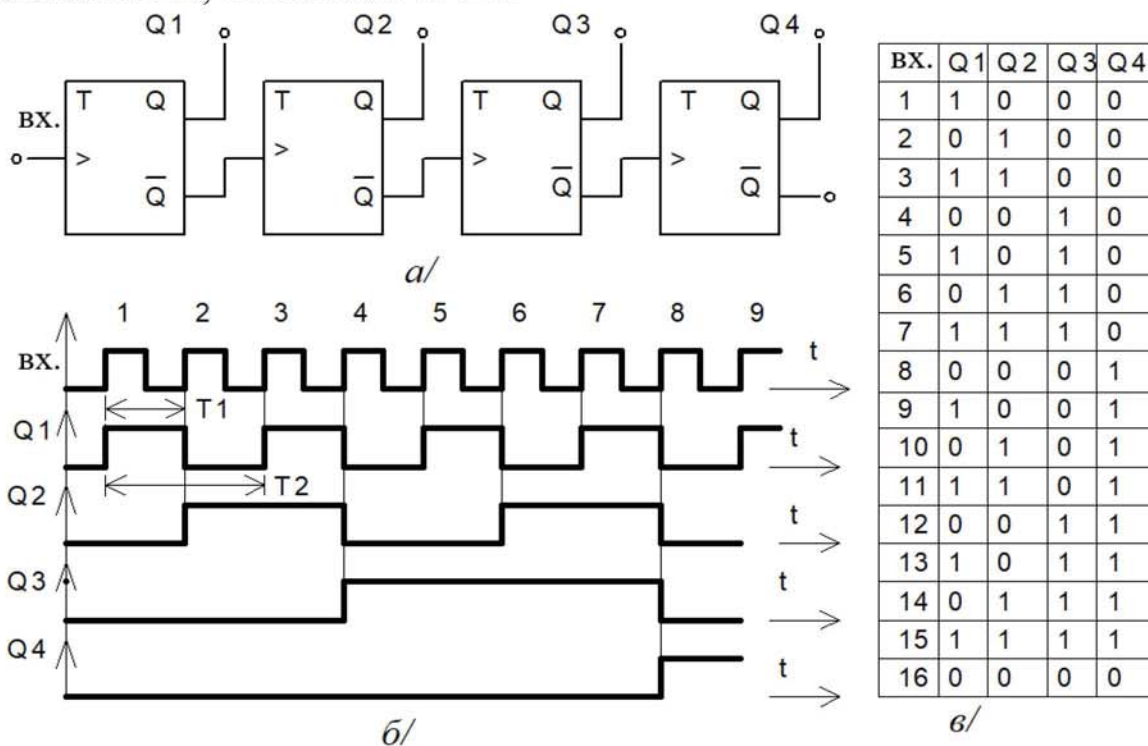 Q1 Q2 Q3 Q4
T Q T Q T Q T Q
вх.
> > > >
Q̅ Q̅ Q̅ Q̅
а/
1 2 3 4 5 6 7 8 9
вх. t
T1
Q1 t
T2
Q2 t
Q3 t
Q4 t
б/
вх. Q1 Q2 Q3 Q4
1 1 0 0 0
2 0 1 0 0
3 1 1 0 0
4 0 0 1 0
5 1 0 1 0
6 0 1 1 0
7 1 1 1 0
8 0 0 0 1
9 1 0 0 1
10 0 1 0 1
11 1 1 0 1
12 0 0 1 1
13 1 0 1 1
14 0 1 1 1
15 1 1 1 1
16 0 0 0 0
в/